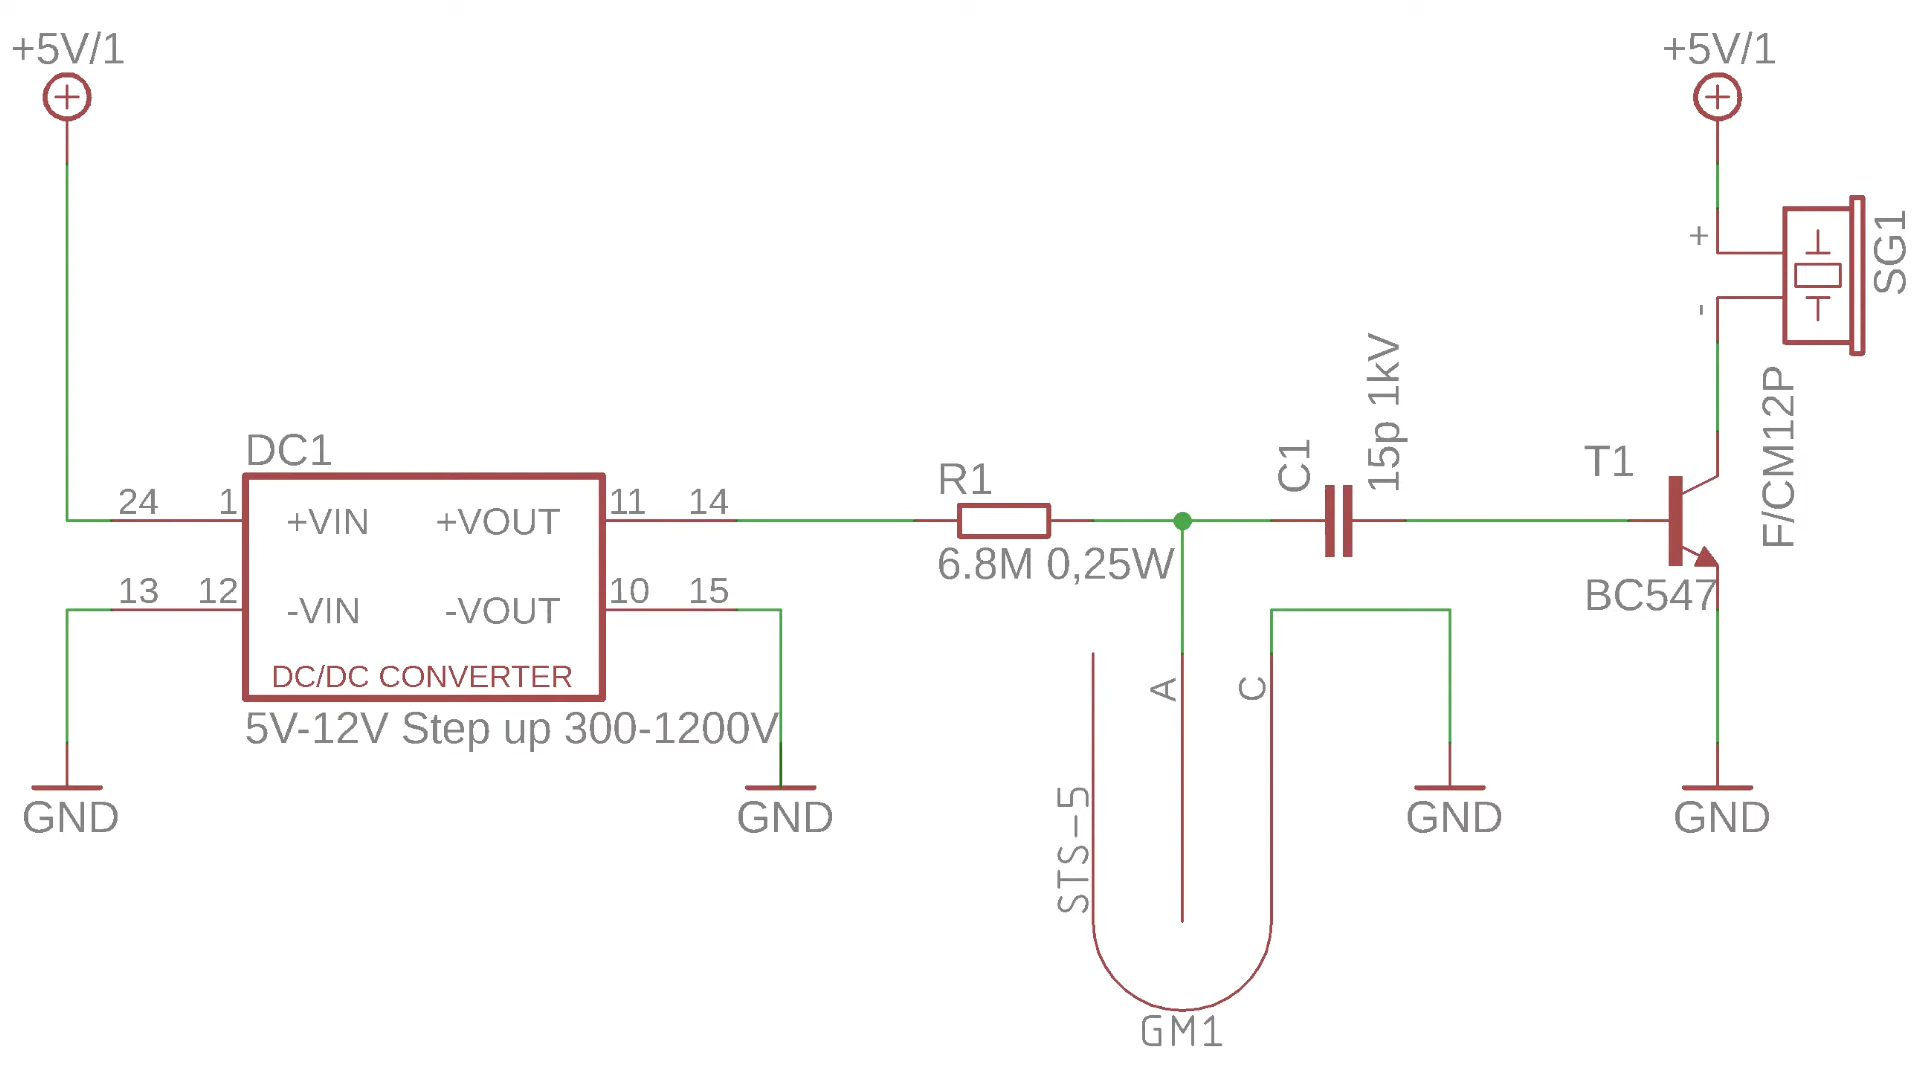 +5V/1
+5V/1
+
-
SG1
F/CM12P
DC1
24 1 +VIN +VOUT 11 14
13 12 -VIN -VOUT 10 15
DC/DC CONVERTER
5V-12V Step up 300-1200V
R1
6.8M 0,25W
C1
15p 1kV
T1
BC547
A
C
STS-5
GM1
GND
GND
GND
GND